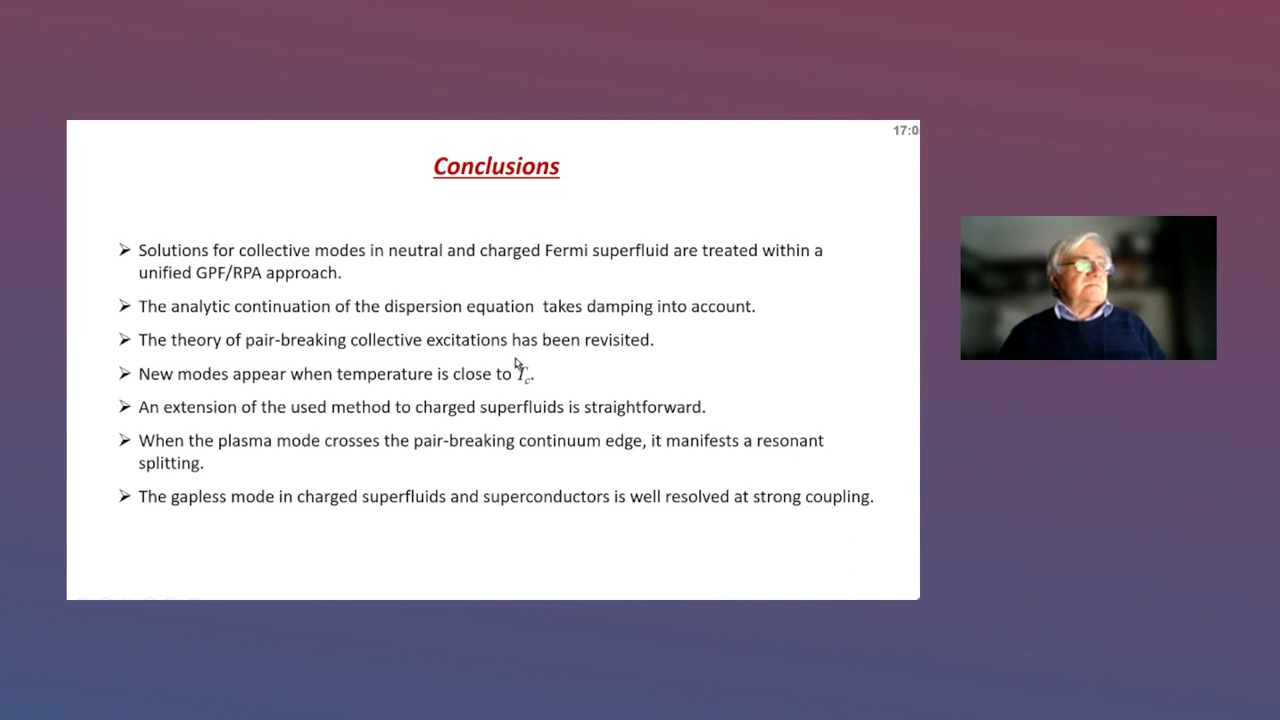 17:0
Conclusions
➢ Solutions for collective modes in neutral and charged Fermi superfluid are treated within a
unified GPF/RPA approach.
➢ The analytic continuation of the dispersion equation takes damping into account.
➢ The theory of pair-breaking collective excitations has been revisited.
➢ New modes appear when temperature is close to T_c.
➢ An extension of the used method to charged superfluids is straightforward.
➢ When the plasma mode crosses the pair-breaking continuum edge, it manifests a resonant
splitting.
➢ The gapless mode in charged superfluids and superconductors is well resolved at strong coupling.